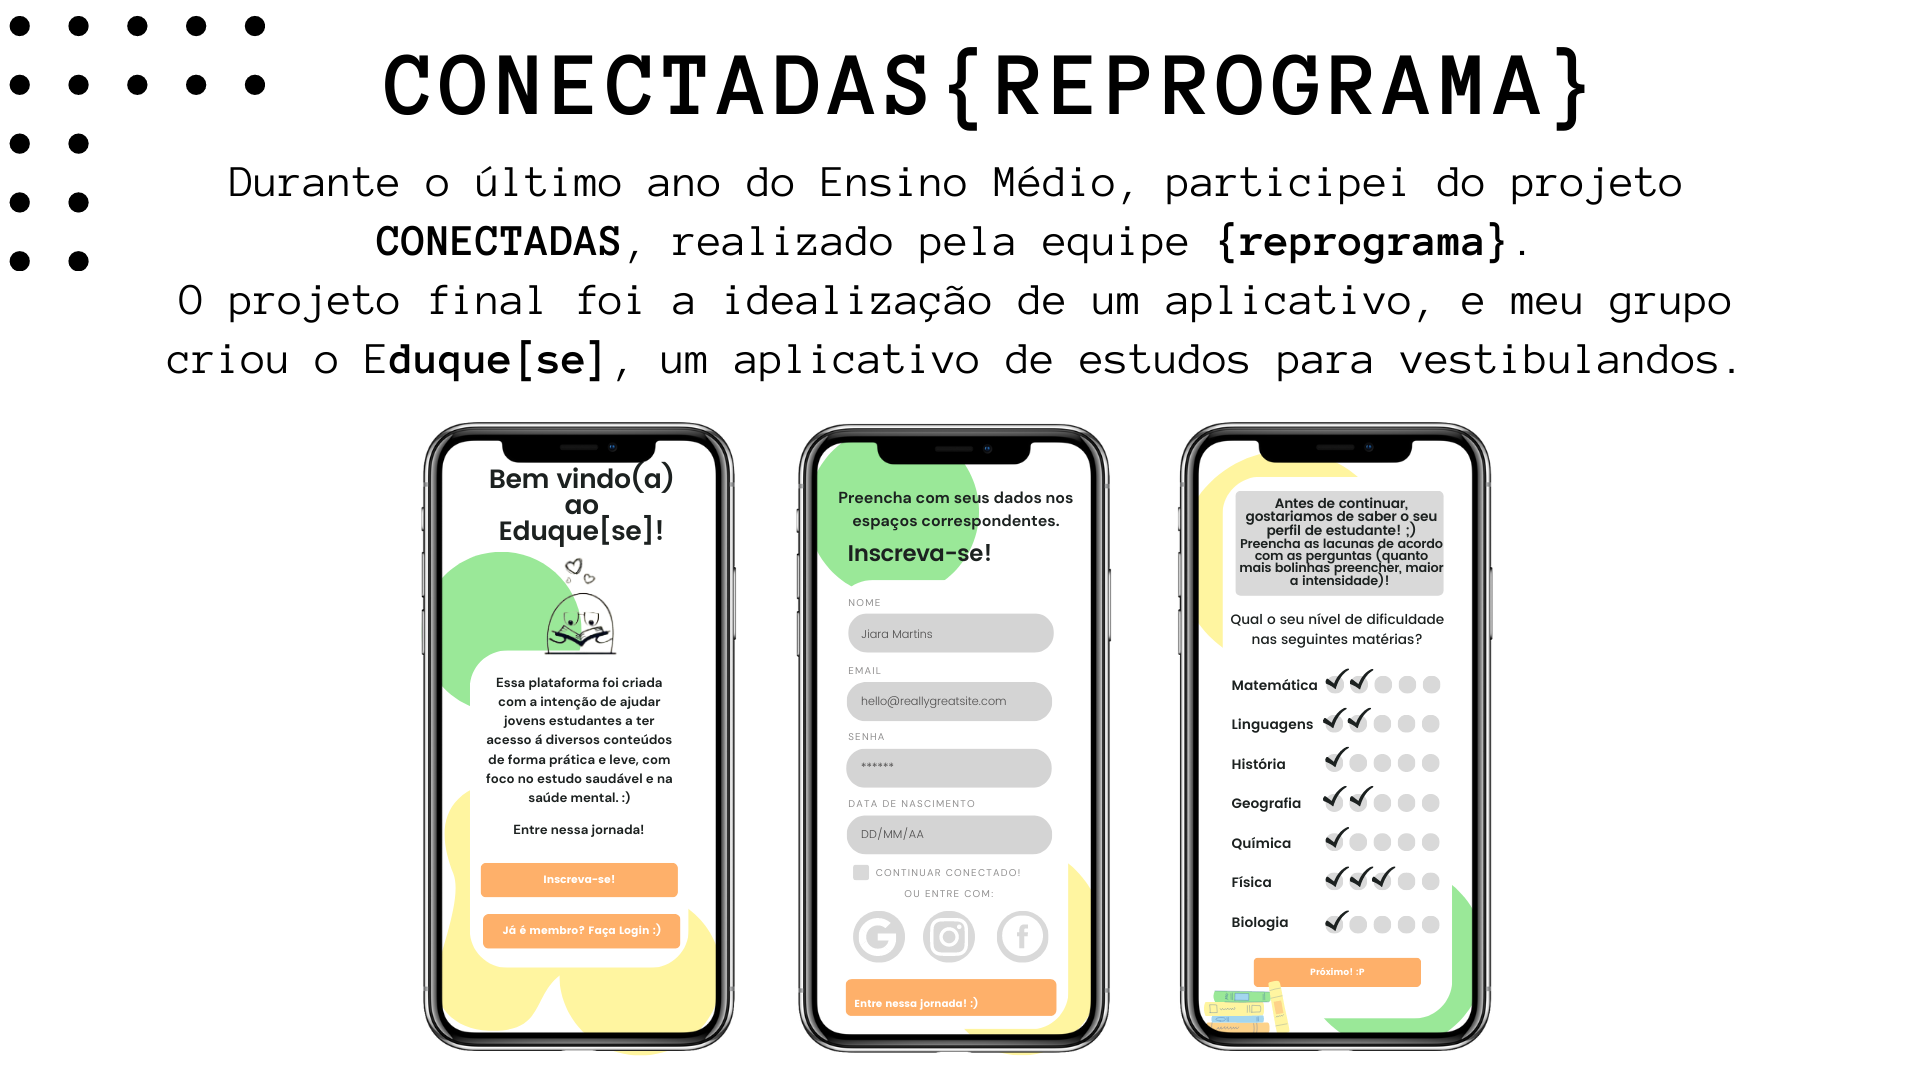 CONECTADAS{REPROGRAMA}
Durante o último ano do Ensino Médio, participei do projeto
CONECTADAS, realizado pela equipe {reprograma}.
O projeto final foi a idealização de um aplicativo, e meu grupo
criou o Eduque[se], um aplicativo de estudos para vestibulandos.
Bem vindo(a)
ao
Eduque[se]!
Essa plataforma foi criada
com a intenção de ajudar
jovens estudantes a ter
acesso á diversos conteúdos
de forma prática e leve, com
foco no estudo saudável e na
saúde mental. :)
Entre nessa jornada!
Inscreva-se!
Já é membro? Faça Login :)
Preencha com seus dados nos
espaços correspondentes.
Inscreva-se!
NOME
Jiara Martins
EMAIL
hello@reallygreatsite.com
SENHA
******
DATA DE NASCIMENTO
DD/MM/AA
CONTINUAR CONECTADO!
OU ENTRE COM:
Entre nessa jornada! :)
Antes de continuar,
gostariamos de saber o seu
perfil de estudante! ;)
Preencha as lacunas de acordo
com as perguntas (quanto
mais bolinhas preencher, maior
a intensidade)!
Qual o seu nível de dificuldade
nas seguintes matérias?
Matemática
Linguagens
História
Geografia
Química
Física
Biologia
Próximo! :P